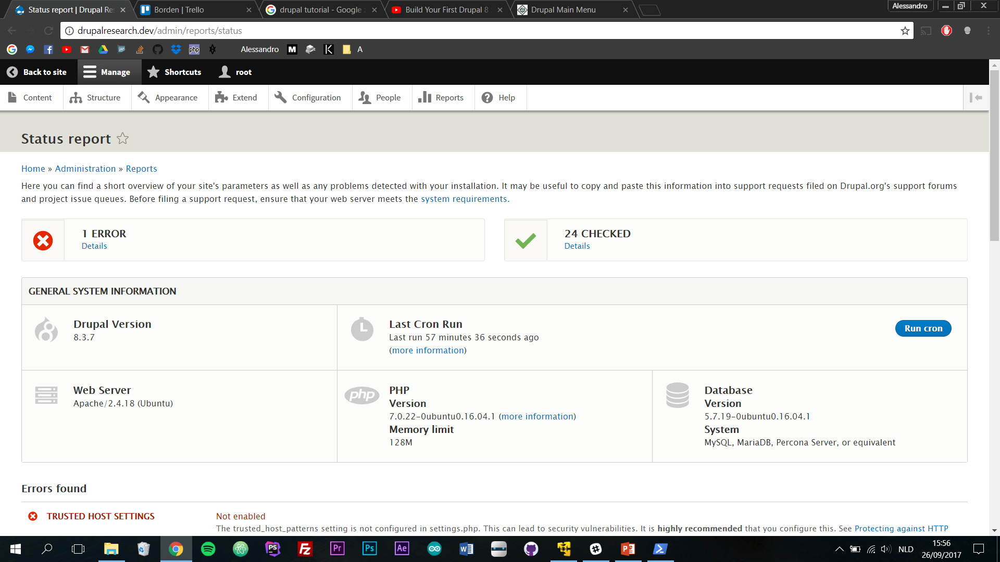 Status report | Drupal Re
Borden | Trello
drupal tutorial - Google
Build Your First Drupal 8
Drupal Main Menu
Alessandro
drupalresearch.dev/admin/reports/status
php
Alessandro
M
A
Back to site
Manage
Shortcuts
root
Content
Structure
Appearance
Extend
Configuration
People
Reports
Help
Status report
Home » Administration » Reports
Here you can find a short overview of your site's parameters as well as any problems detected with your installation. It may be useful to copy and paste this information into support requests filed on Drupal.org's support forums
and project issue queues. Before filing a support request, ensure that your web server meets the system requirements.
1 ERROR
Details
24 CHECKED
Details
GENERAL SYSTEM INFORMATION
Drupal Version
8.3.7
Last Cron Run
Last run 57 minutes 36 seconds ago
(more information)
Run cron
Web Server
Apache/2.4.18 (Ubuntu)
php
PHP
Version
7.0.22-0ubuntu0.16.04.1 (more information)
Memory limit
128M
Database
Version
5.7.19-0ubuntu0.16.04.1
System
MySQL, MariaDB, Percona Server, or equivalent
Errors found
TRUSTED HOST SETTINGS
Not enabled
The trusted_host_patterns setting is not configured in settings.php. This can lead to security vulnerabilities. It is highly recommended that you configure this. See Protecting against HTTP
PS
Fz
Pr
Ps
Ae
NLD
15:56
26/09/2017